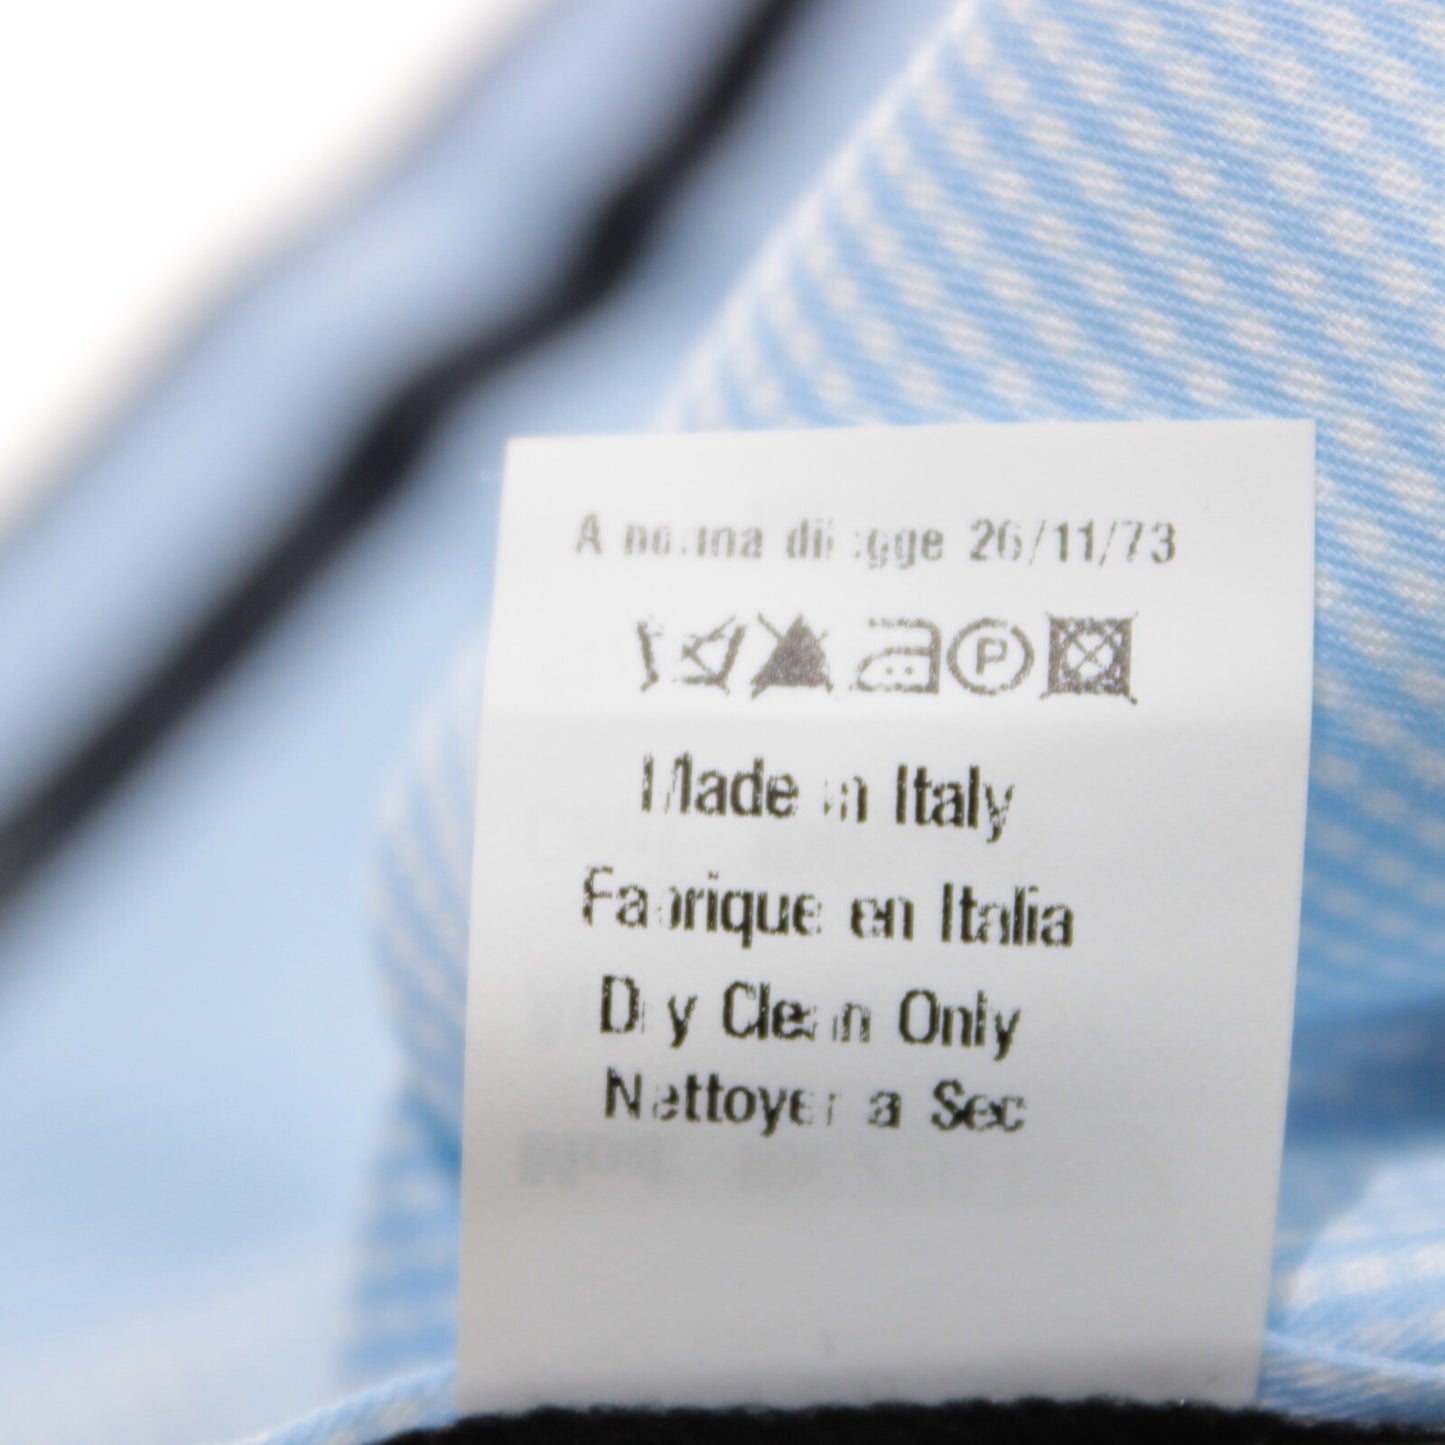 A norma di legge 26/11/73
P
Made in Italy
Fabrique en Italia
Dry Clean Only
Nettoyer a Sec